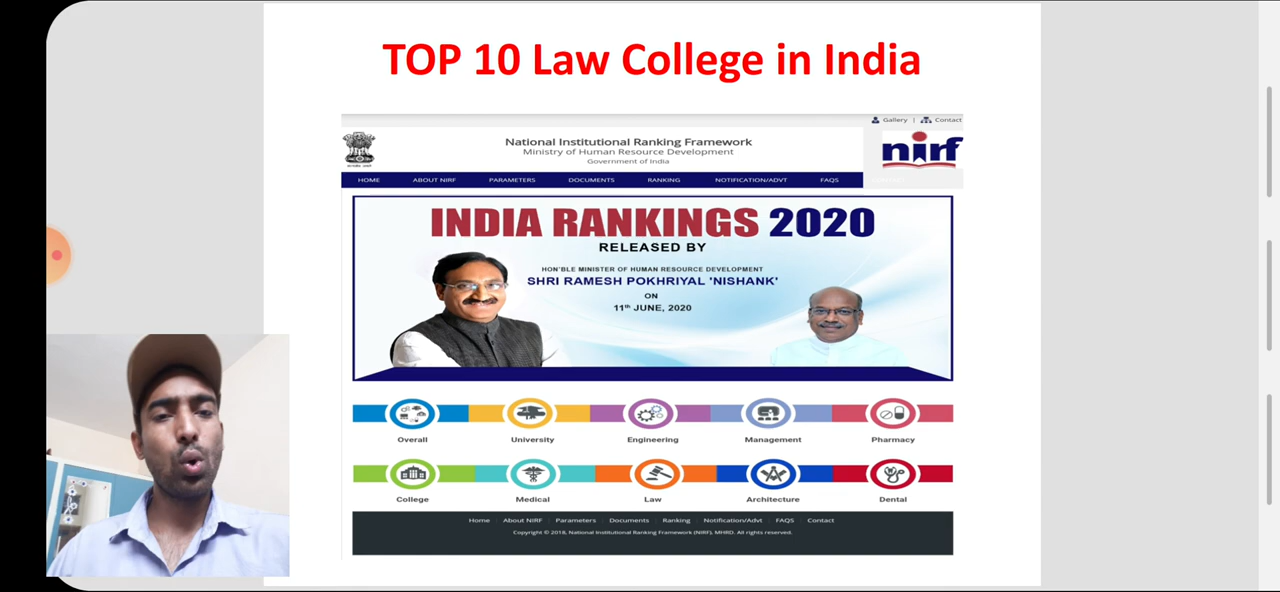 TOP 10 Law College in India
Gallery | Contact
National Institutional Ranking Framework
Ministry of Human Resource Development
Government of India
nirf
HOME ABOUT NIRF PARAMETERS DOCUMENTS RANKING NOTIFICATION/ADVT FAQS
INDIA RANKINGS 2020
RELEASED BY
HON'BLE MINISTER OF HUMAN RESOURCE DEVELOPMENT
SHRI RAMESH POKHRIYAL 'NISHANK'
ON
11th JUNE, 2020
Overall University Engineering Management Pharmacy
College Medical Law Architecture Dental
Home About NIRF Parameters Documents Ranking Notification/Advt FAQS Contact
Copyright © 2018, National Institutional Ranking Framework (NIRF), MHRD. All rights reserved.